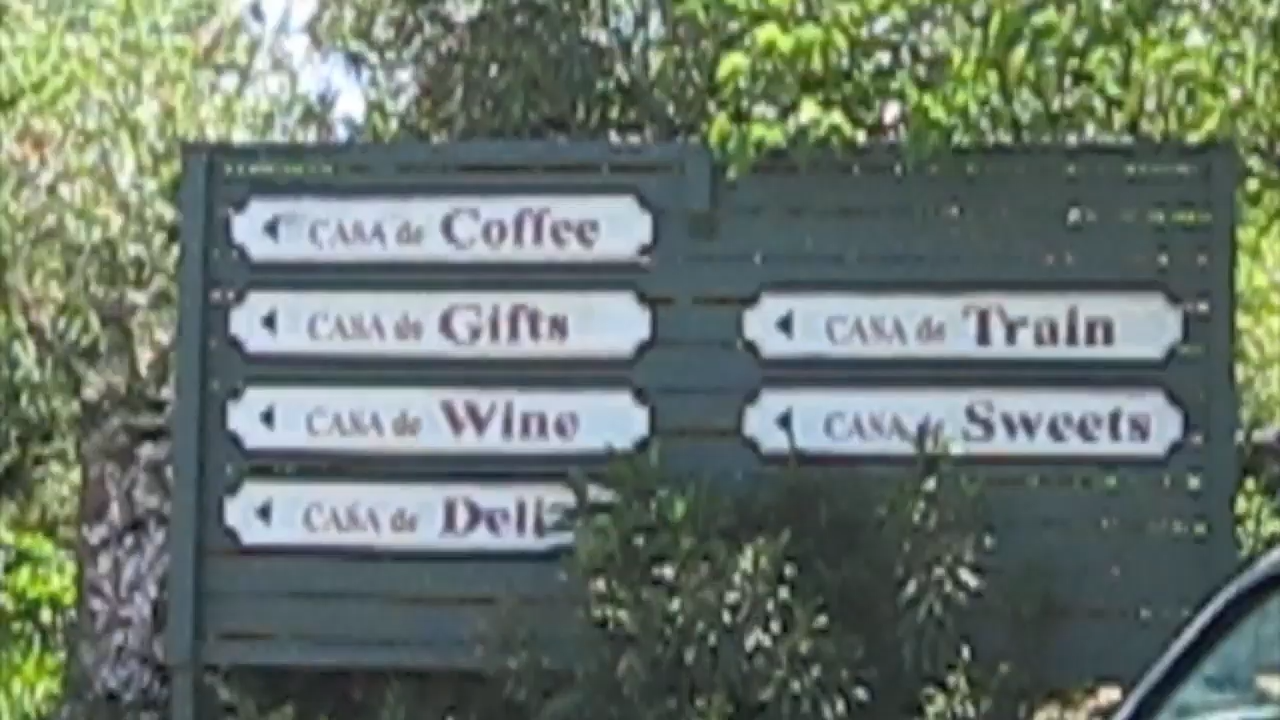 CASA de Coffee
CASA de Gifts
CASA de Wine
CASA de Deli
CASA de Train
CASA de Sweets